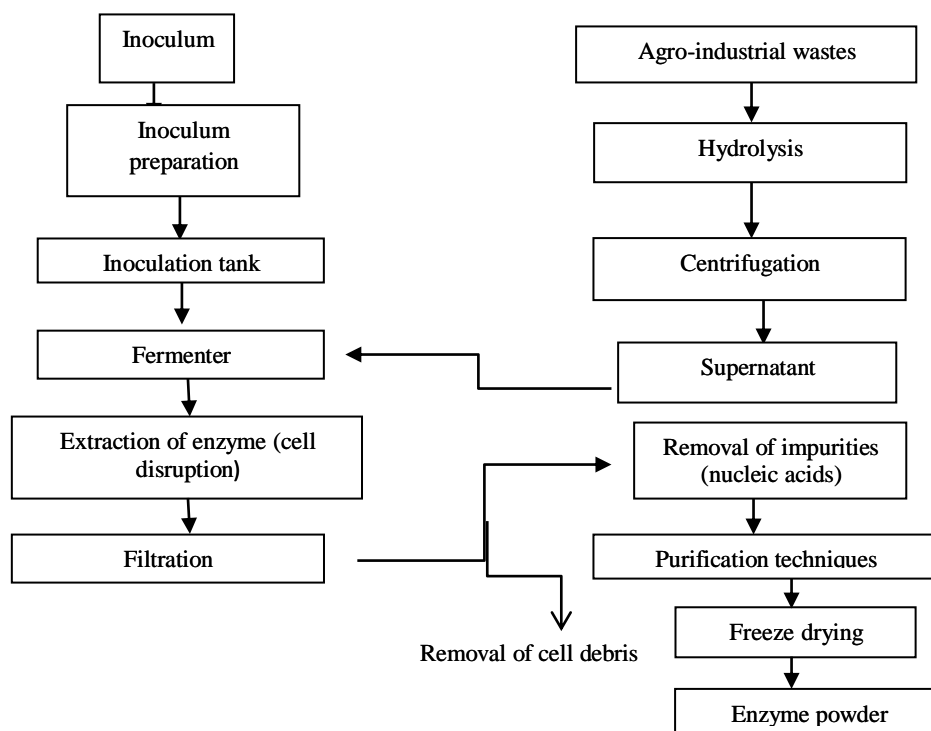 Inoculum
Inoculum
preparation
Inoculation tank
Fermenter
Extraction of enzyme (cell
disruption)
Filtration
Agro-industrial wastes
Hydrolysis
Centrifugation
Supernatant
Removal of impurities
(nucleic acids)
Purification techniques
Freeze drying
Enzyme powder
Removal of cell debris